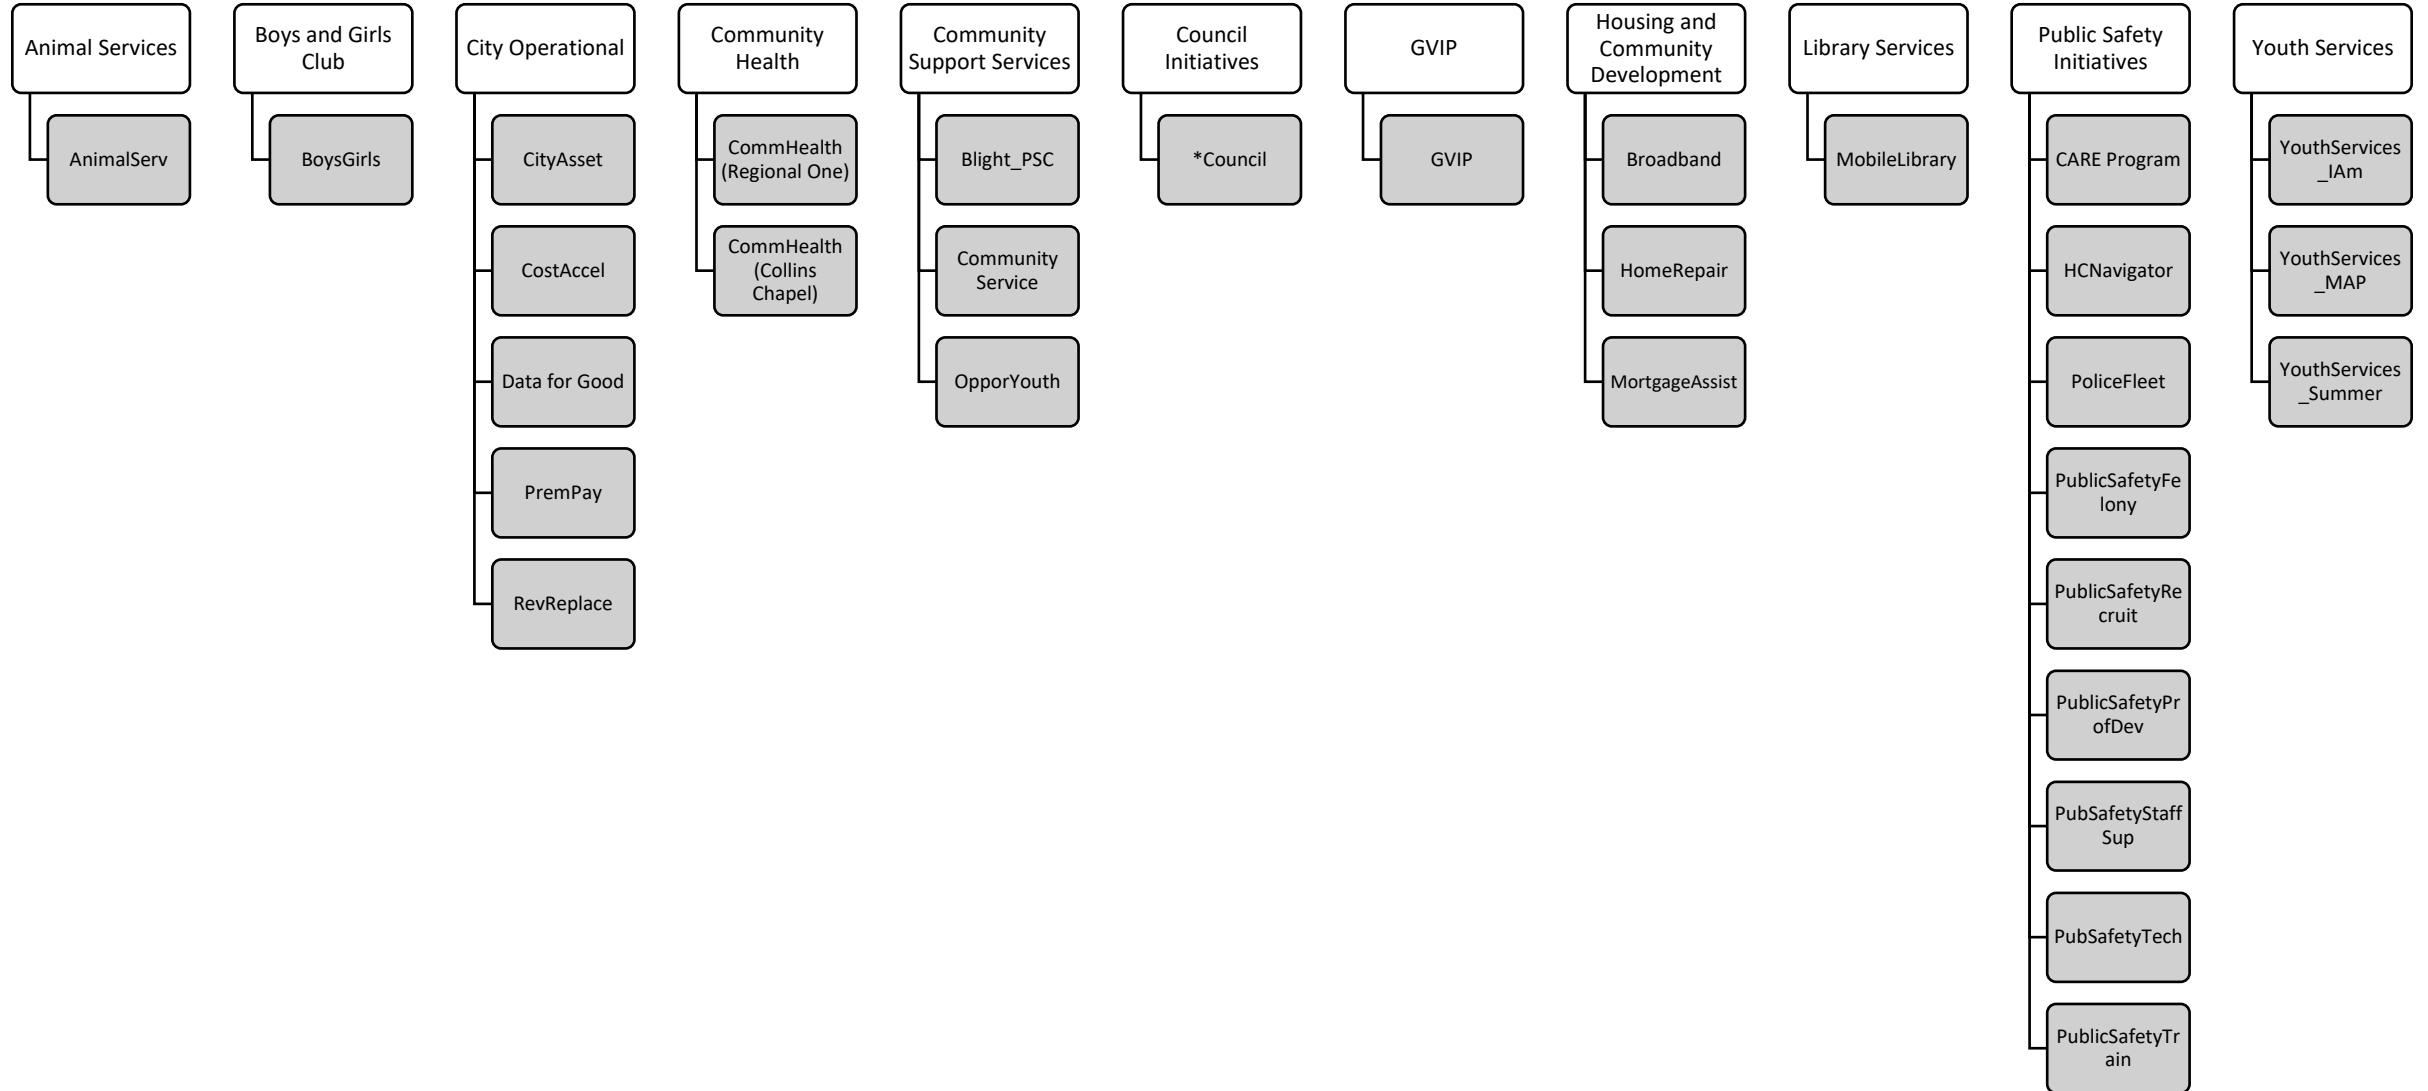 Animal Services
AnimalServ
Boys and Girls
Club
BoysGirls
City Operational
CityAsset
CostAccel
Data for Good
PremPay
RevReplace
Community
Health
CommHealth
(Regional One)
CommHealth
(Collins
Chapel)
Community
Support Services
Blight_PSC
Community
Service
OpporYouth
Council
Initiatives
*Council
GVIP
GVIP
Housing and
Community
Development
Broadband
HomeRepair
MortgageAssist
Library Services
MobileLibrary
Public Safety
Initiatives
CARE Program
HCNavigator
PoliceFleet
PublicSafetyFe
lony
PublicSafetyRe
cruit
PublicSafetyPr
ofDev
PubSafetyStaff
Sup
PubSafetyTech
PublicSafetyTr
ain
Youth Services
YouthServices
_IAm
YouthServices
_MAP
YouthServices
_Summer